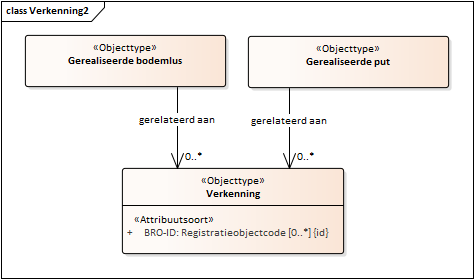 class Verkenning2
«Objecttype»
Gerealiseerde bodemlus
«Objecttype»
Gerealiseerde put
gerelateerd aan
gerelateerd aan
0..*
0..*
«Objecttype»
Verkenning
«Attribuutsoort»
+ BRO-ID: Registratieobjectcode [0..*] {id}